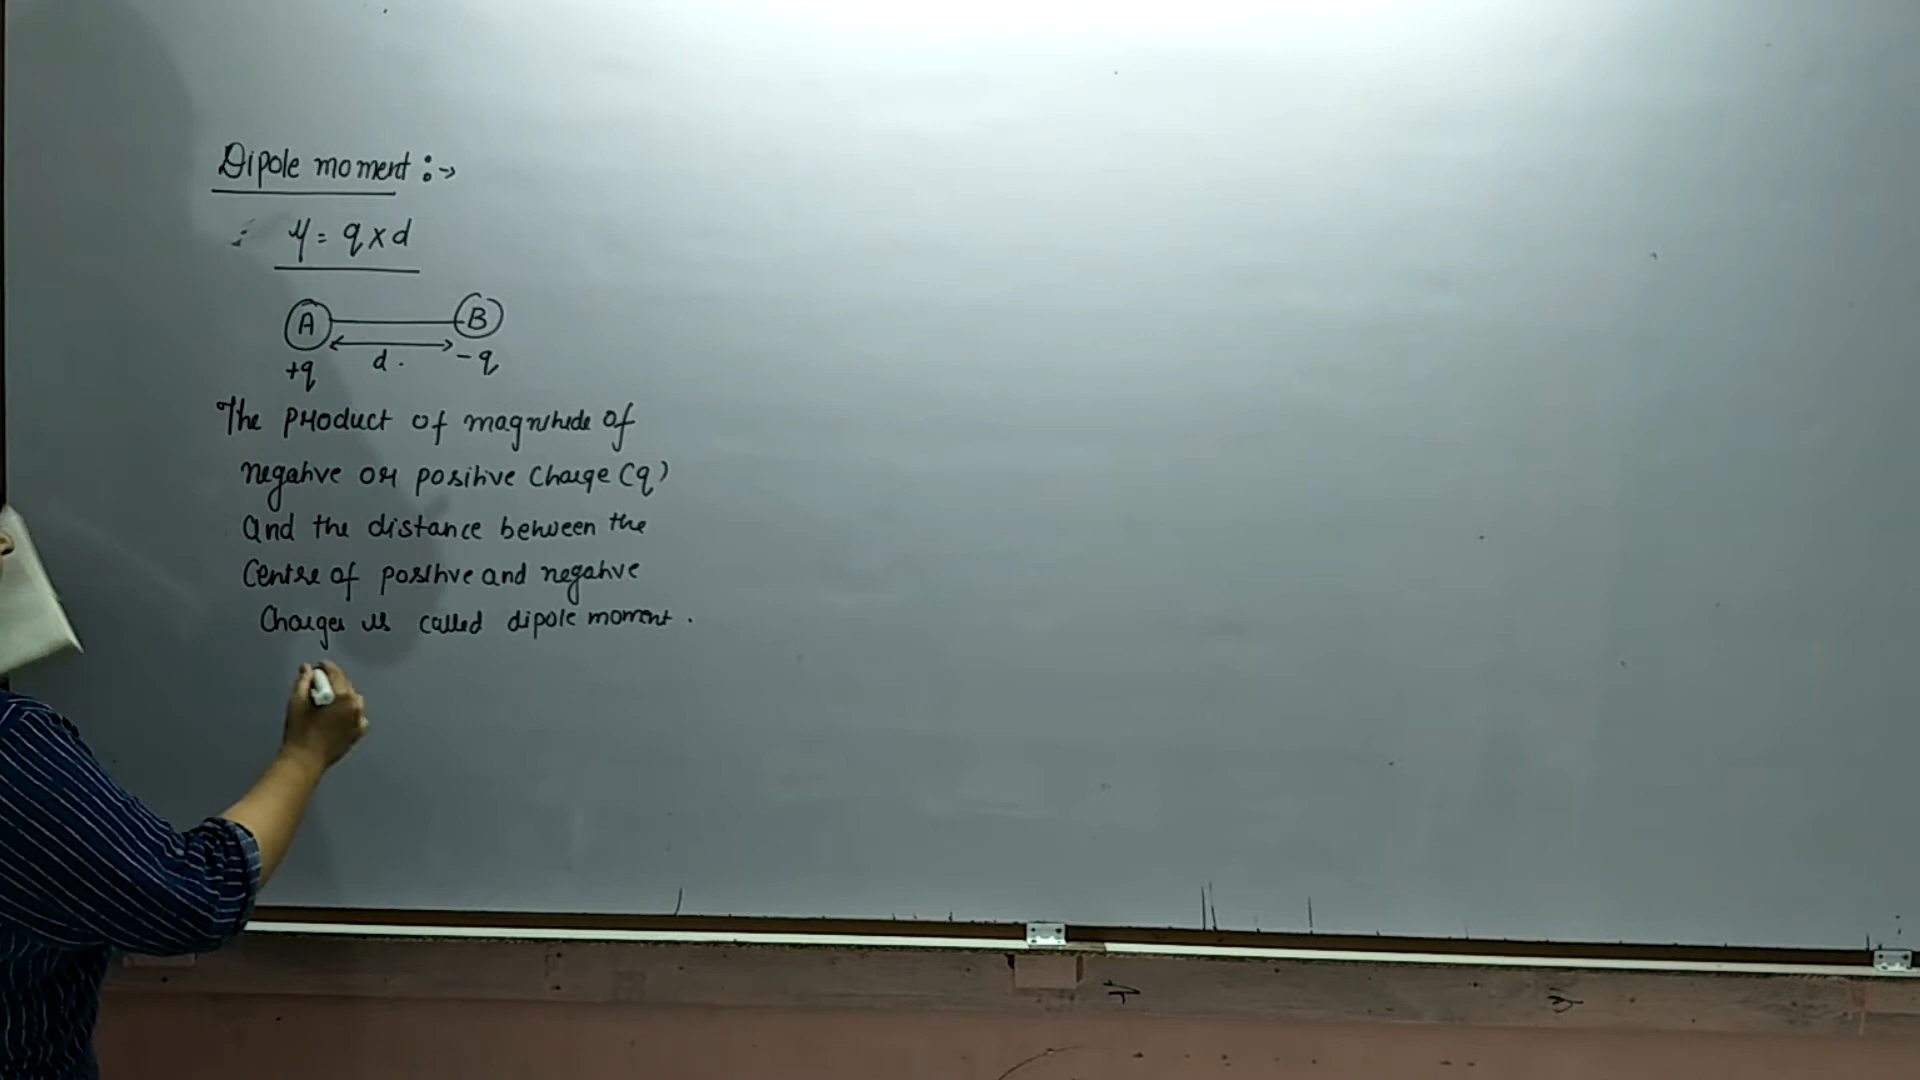 Dipole moment :->
μ = q x d
A B
d . - q
+q
The product of magnitude of
negative or positive charge (q)
and the distance between the
Centre of positive and negative
Charges is called dipole moment .